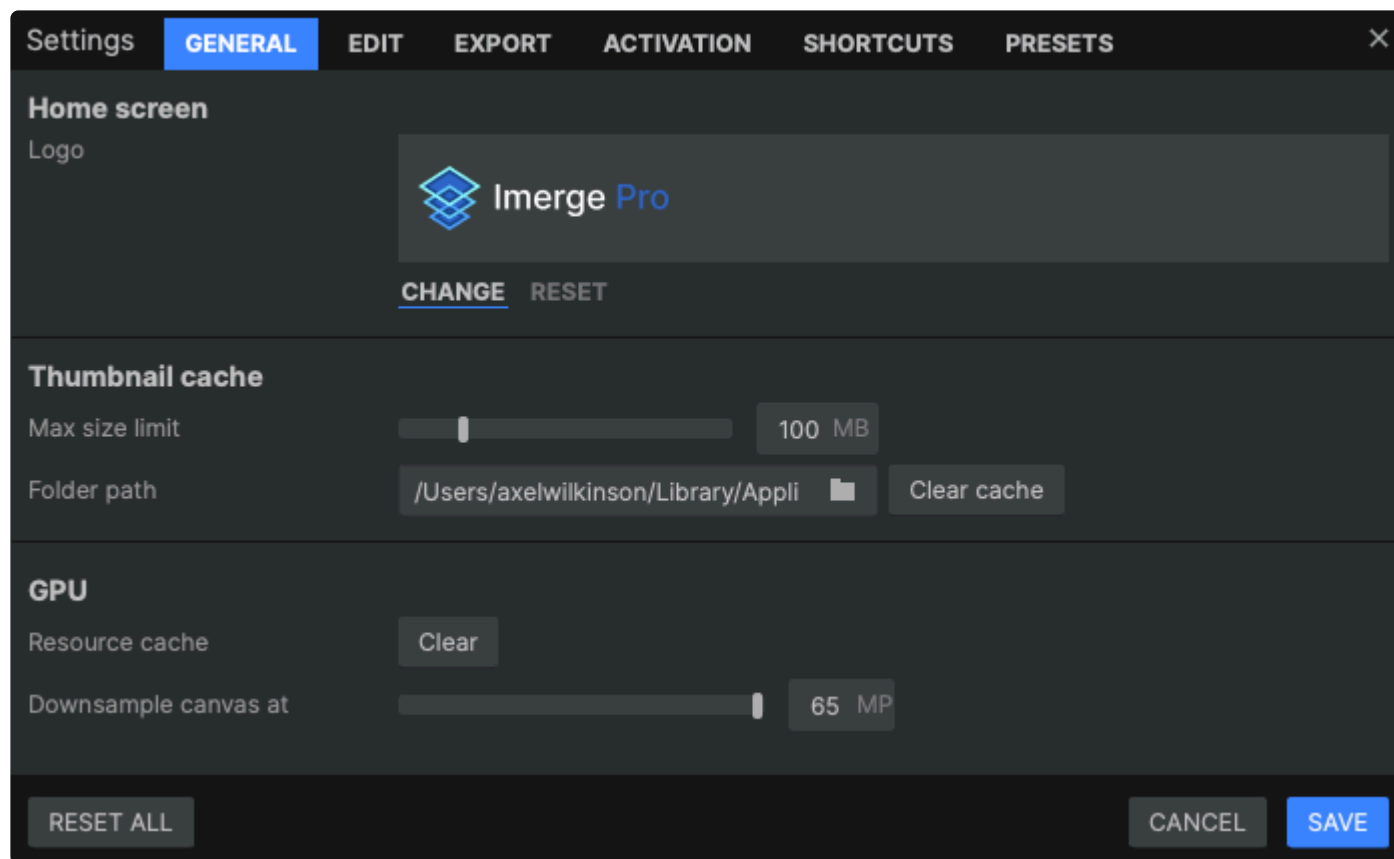 Settings GENERAL EDIT EXPORT ACTIVATION SHORTCUTS PRESETS
Home screen
Logo
Imerge Pro
CHANGE RESET
Thumbnail cache
Max size limit 100 MB
Folder path /Users/axelwilkinson/Library/Appli Clear cache
GPU
Resource cache Clear
Downsample canvas at 65 MP
RESET ALL CANCEL SAVE